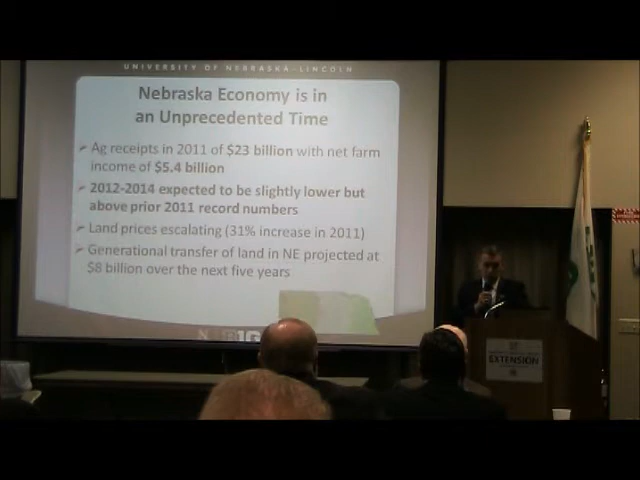 UNIVERSITY OF NEBRASKA–LINCOLN
Nebraska Economy is in
an Unprecedented Time
Ag receipts in 2011 of $23 billion with net farm
income of $5.4 billion
2012-2014 expected to be slightly lower but
above prior 2011 record numbers
Land prices escalating (31% increase in 2011)
Generational transfer of land in NE projected at
$8 billion over the next five years
EXTENSION